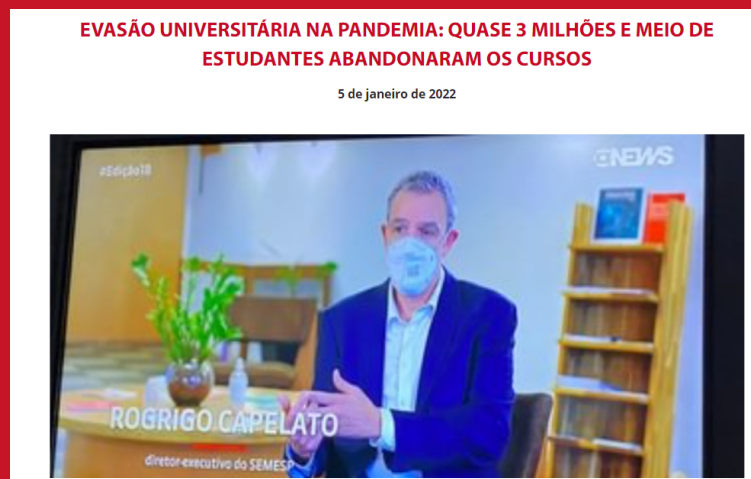 EVASÃO UNIVERSITÁRIA NA PANDEMIA: QUASE 3 MILHÕES E MEIO DE
ESTUDANTES ABANDONARAM OS CURSOS
5 de janeiro de 2022
#Edição18
GNEWS
ROGRIGO CAPELATO
diretor-executivo do SEMESP